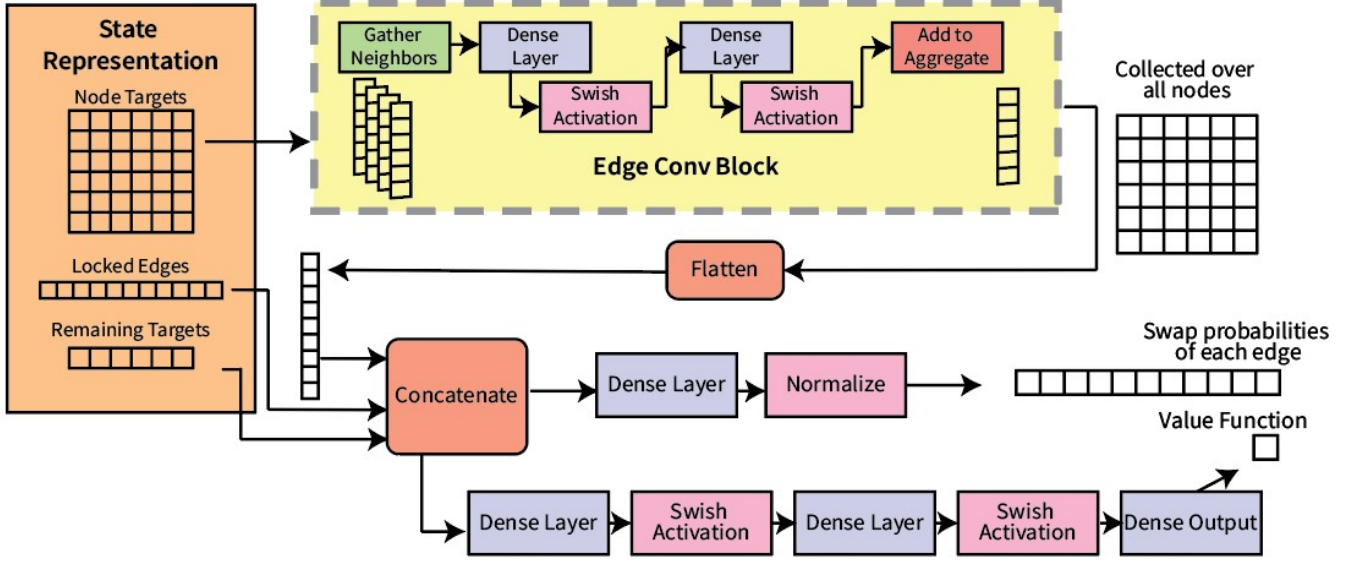 State
Representation
Node Targets
Locked Edges
Remaining Targets
Gather
Neighbors
Dense
Layer
Swish
Activation
Dense
Layer
Swish
Activation
Add to
Aggregate
Edge Conv Block
Collected over
all nodes
Flatten
Concatenate
Dense Layer
Normalize
Swap probabilities
of each edge
Value Function
Dense Layer
Swish
Activation
Dense Layer
Swish
Activation
Dense Output